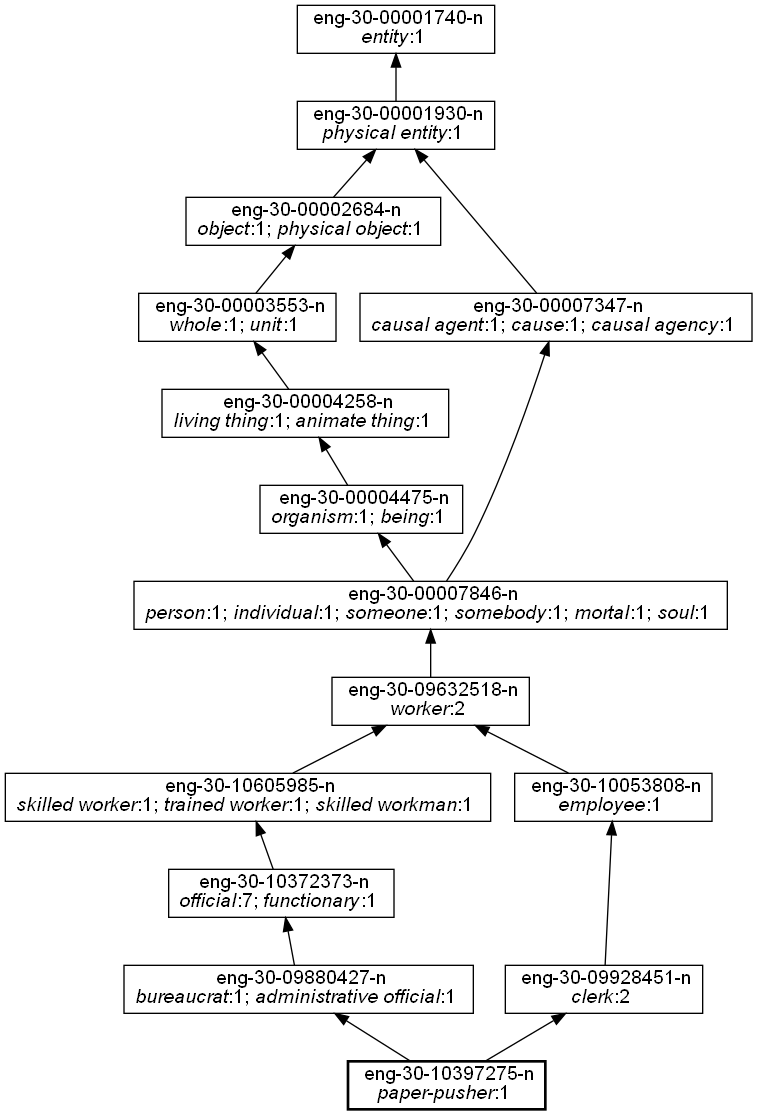 eng-30-00001740-n
entity:1
eng-30-00001930-n
physical entity:1
eng-30-00002684-n
object:1; physical object:1
eng-30-00003553-n
whole:1; unit:1
eng-30-00007347-n
causal agent:1; cause:1; causal agency:1
eng-30-00004258-n
living thing:1; animate thing:1
eng-30-00004475-n
organism:1; being:1
eng-30-00007846-n
person:1; individual:1; someone:1; somebody:1; mortal:1; soul:1
eng-30-09632518-n
worker:2
eng-30-10605985-n
skilled worker:1; trained worker:1; skilled workman:1
eng-30-10053808-n
employee:1
eng-30-10372373-n
official:7; functionary:1
eng-30-09880427-n
bureaucrat:1; administrative official:1
eng-30-09928451-n
clerk:2
eng-30-10397275-n
paper-pusher:1